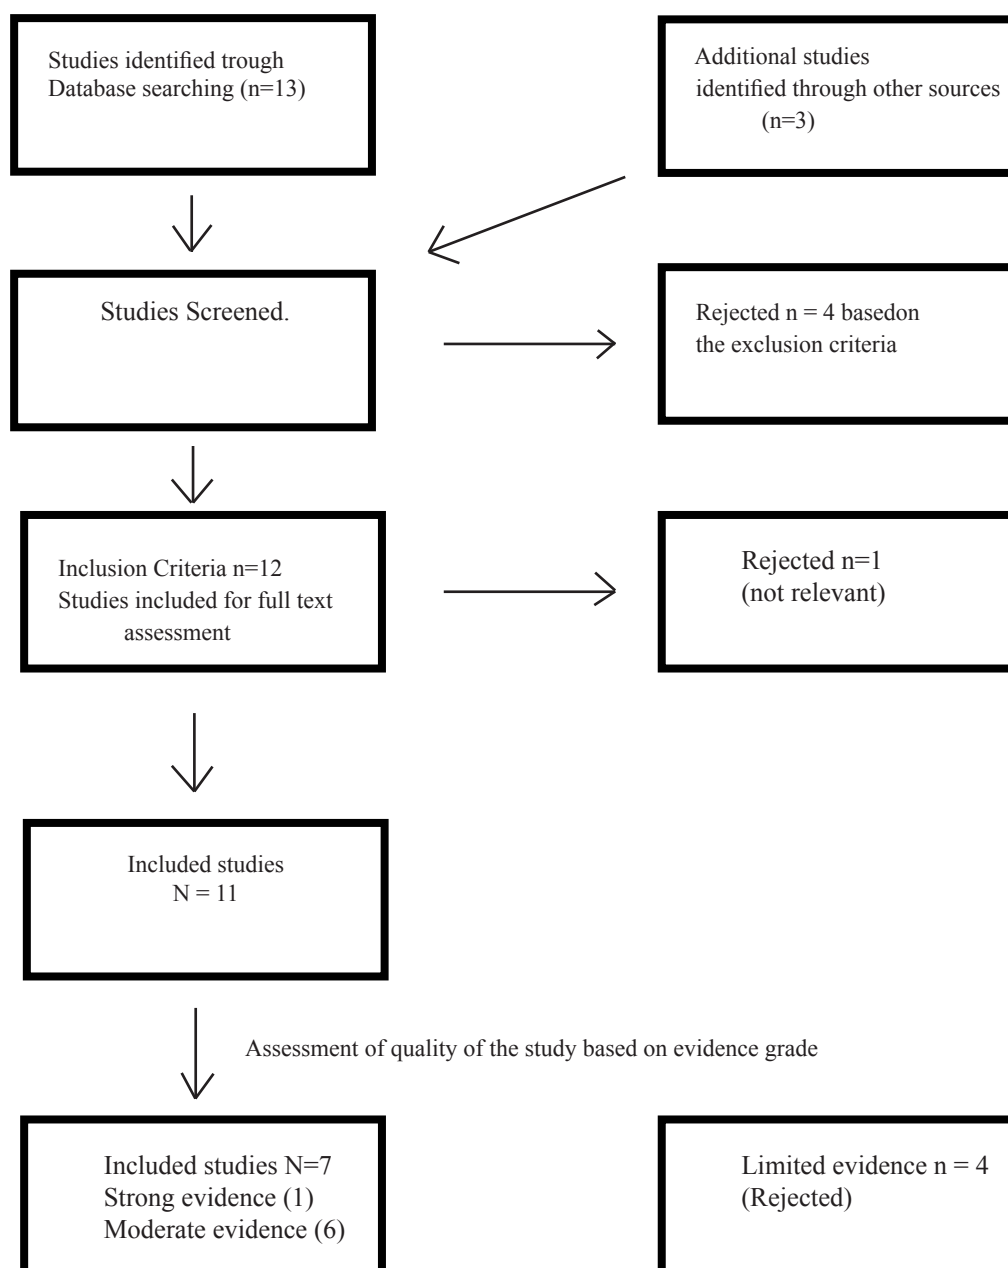 Studies identified trough
Database searching (n=13)
Additional studies
identified through other sources
(n=3)
Studies Screened.
Rejected n = 4 basedon
the exclusion criteria
Inclusion Criteria n=12
Studies included for full text
assessment
Rejected n=1
(not relevant)
Included studies
N = 11
Assessment of quality of the study based on evidence grade
Included studies N=7
Strong evidence (1)
Moderate evidence (6)
Limited evidence n = 4
(Rejected)